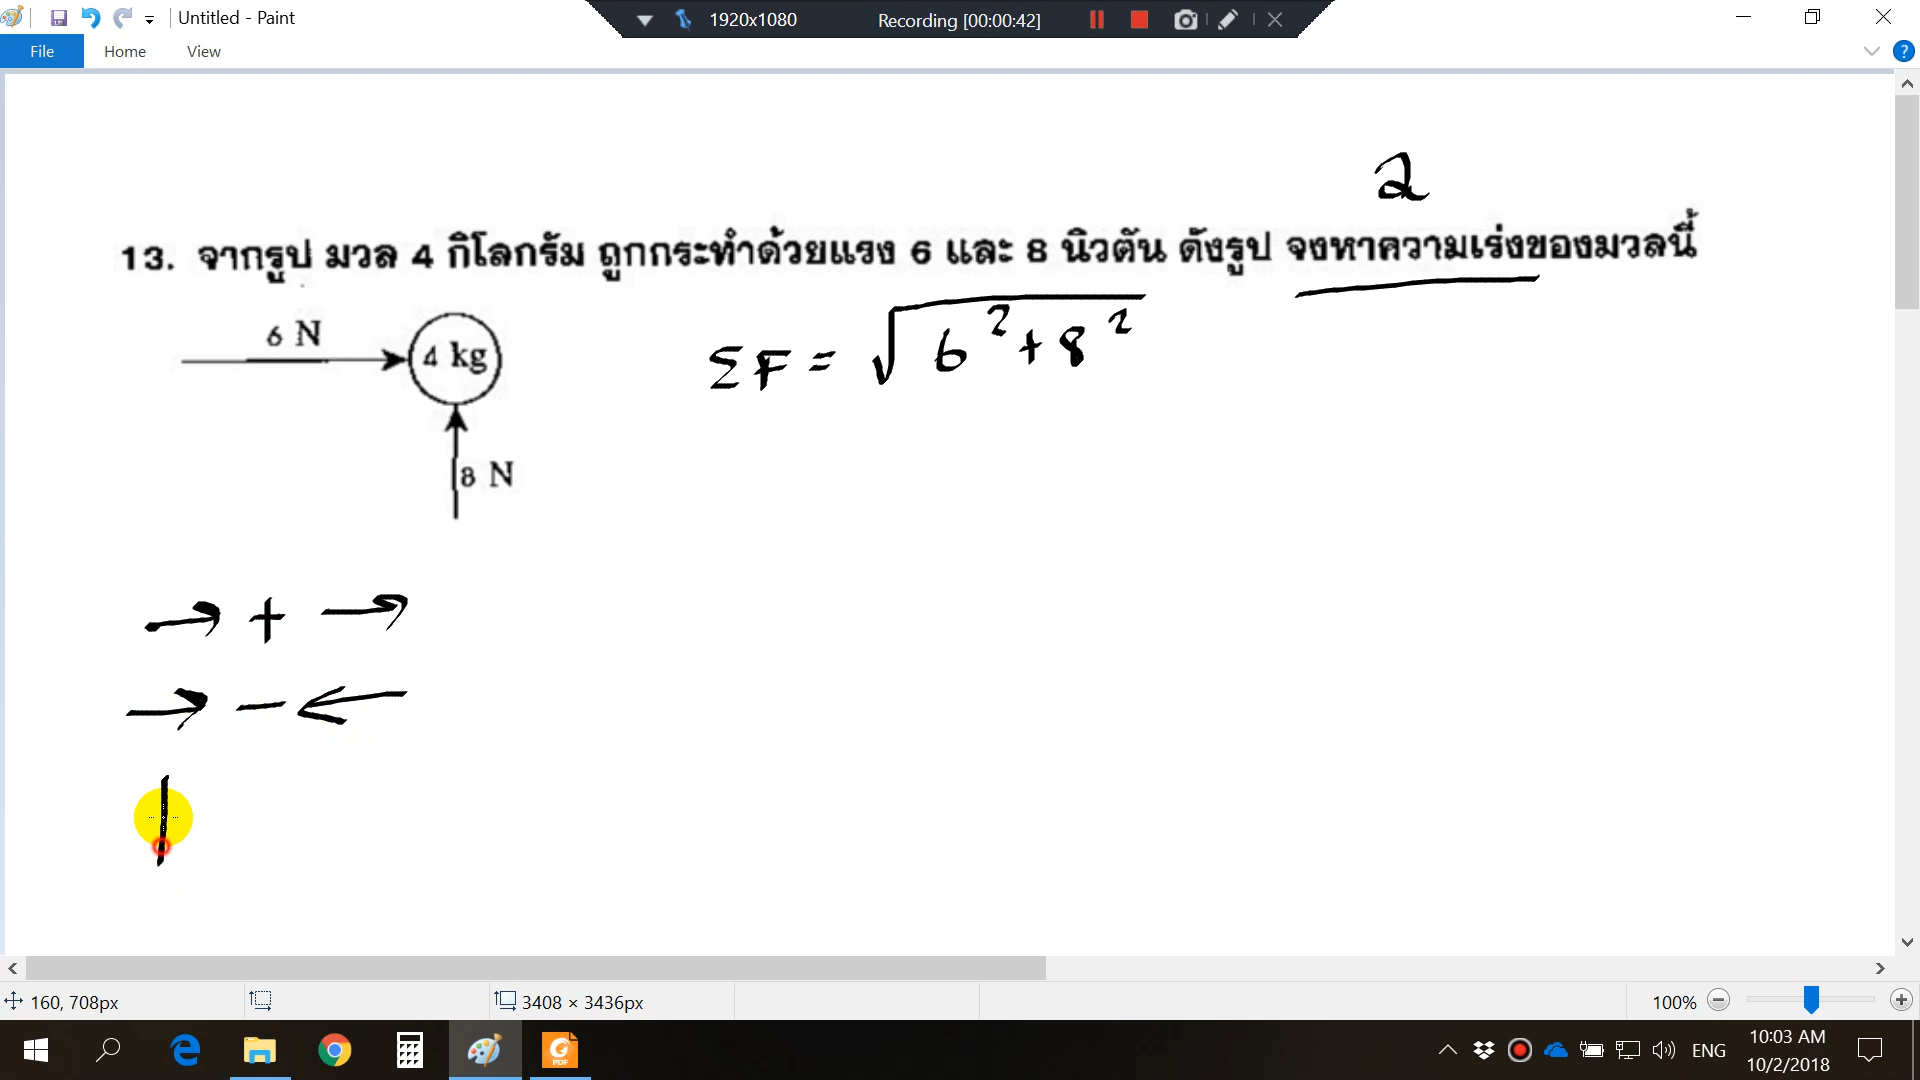 Untitled - Paint
1920x1080
Recording [00:00:42]
File Home View
2
13. จากรูป มวล 4 กิโลกรัม ถูกกระทำด้วยแรง 6 และ 8 นิวตัน ดังรูป จงหาความเร่งของมวลนี้
6 N
4 kg
8 N
ΣF = √6² + 8²
→ + →
→ − ←
160, 708px
3408 × 3436px
100%
PDF
ENG
10:03 AM
10/2/2018